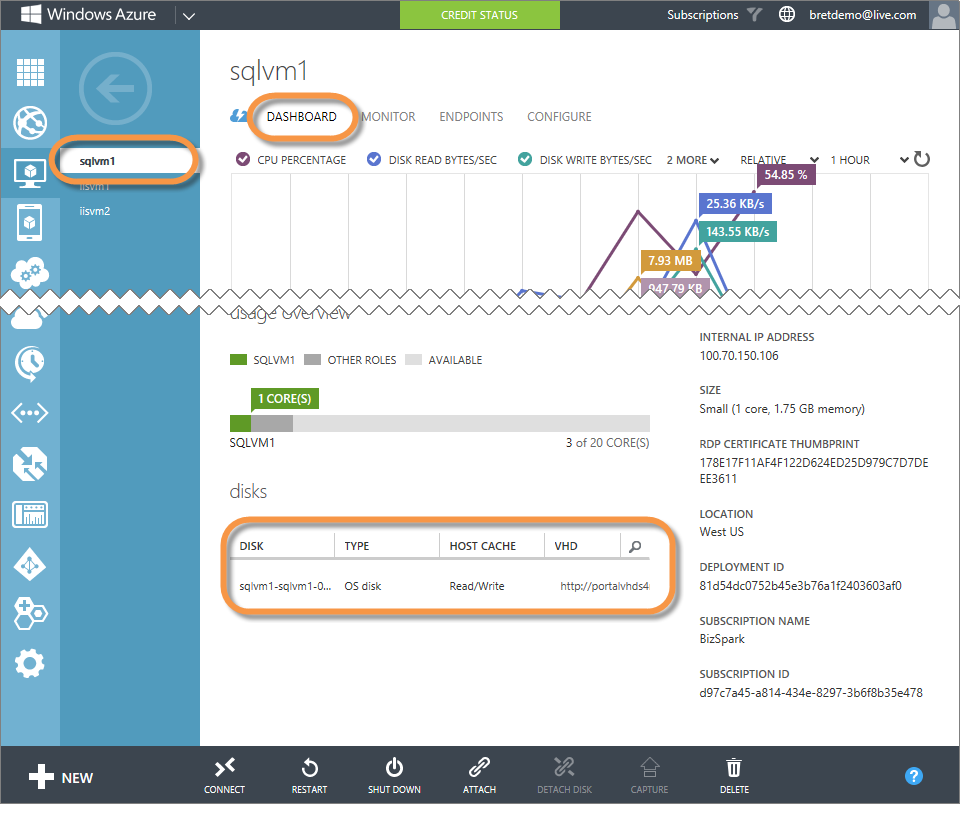 Windows Azure
CREDIT STATUS
Subscriptions
bretdemo@live.com
sqlvm1
iisvm1
iisvm2
sqlvm1
DASHBOARD MONITOR ENDPOINTS CONFIGURE
CPU PERCENTAGE DISK READ BYTES/SEC DISK WRITE BYTES/SEC 2 MORE RELATIVE 1 HOUR
54.85 %
25.36 KB/s
143.55 KB/s
7.93 MB
947.79 KB
usage overview
SQLVM1 OTHER ROLES AVAILABLE
1 CORE(S)
SQLVM1 3 of 20 CORE(S)
disks
DISK TYPE HOST CACHE VHD
sqlvm1-sqlvm1-0... OS disk Read/Write http://portalvhds4
INTERNAL IP ADDRESS
100.70.150.106
SIZE
Small (1 core, 1.75 GB memory)
RDP CERTIFICATE THUMBPRINT
178E17F11AF4F122D624ED25D979C7D7DE
EE3611
LOCATION
West US
DEPLOYMENT ID
81d54dc0752b45e3b76a1f2403603af0
SUBSCRIPTION NAME
BizSpark
SUBSCRIPTION ID
d97c7a45-a814-434e-8297-3b6f8b35e478
NEW
CONNECT RESTART SHUT DOWN ATTACH DETACH DISK CAPTURE DELETE
?